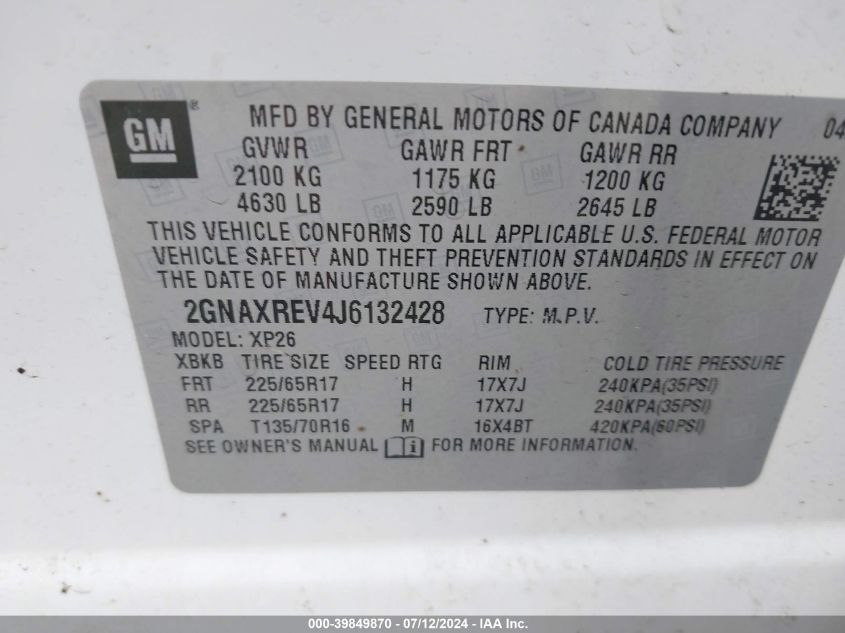 GM ®
MFD BY GENERAL MOTORS OF CANADA COMPANY 04
GVWR GAWR FRT GAWR RR
2100 KG 1175 KG 1200 KG
4630 LB 2590 LB 2645 LB
THIS VEHICLE CONFORMS TO ALL APPLICABLE U.S. FEDERAL MOTOR
VEHICLE SAFETY AND THEFT PREVENTION STANDARDS IN EFFECT ON
THE DATE OF MANUFACTURE SHOWN ABOVE.
2GNAXREV4J6132428 TYPE: M.P.V.
MODEL: XP26
XBKB TIRE SIZE SPEED RTG RIM COLD TIRE PRESSURE
FRT 225/65R17 H 17X7J 240KPA(35PSI)
RR 225/65R17 H 17X7J 240KPA(35PSI)
SPA T135/70R16 M 16X4BT 420KPA(60PSI)
SEE OWNER'S MANUAL i FOR MORE INFORMATION.
000-39849870 - 07/12/2024 - IAA Inc.